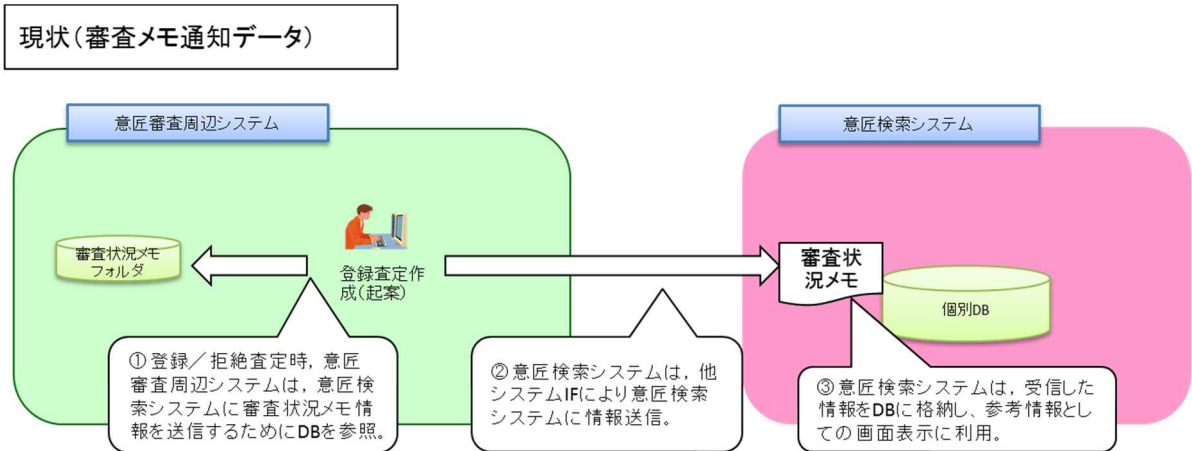 現状（審査メモ通知データ）
意匠審査周辺システム
意匠検索システム
審査状況メモ
フォルダ
登録査定作
成(起案)
審査状
況メモ
個別DB
①登録／拒絶査定時，意匠
審査周辺システムは，意匠検
索システムに審査状況メモ情
報を送信するためにDBを参照。
②意匠検索システムは，他
システムIFにより意匠検索
システムに情報送信。
③意匠検索システムは，受信した
情報をDBに格納し、参考情報とし
ての画面表示に利用。